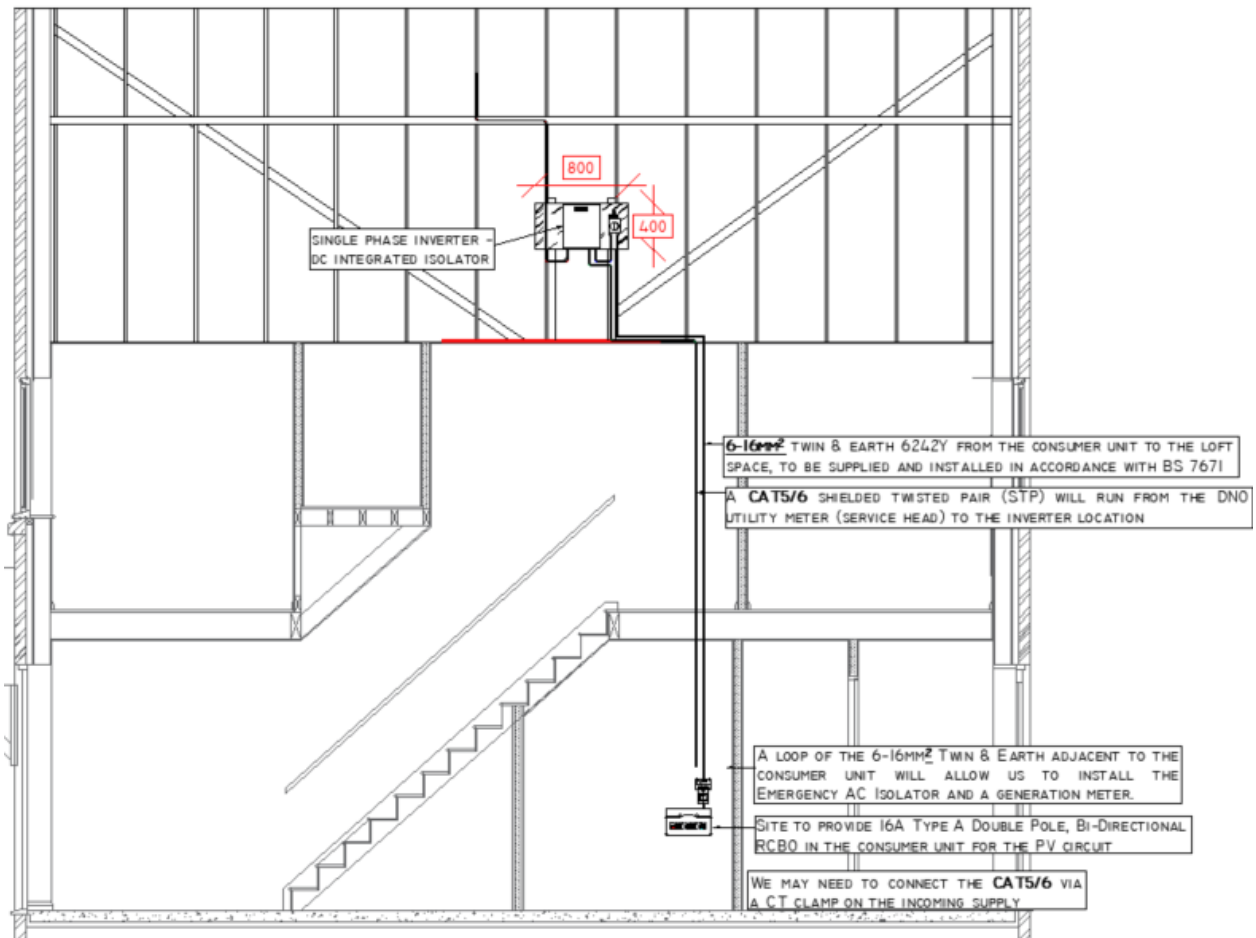 800
400
SINGLE PHASE INVERTER -
DC INTEGRATED ISOLATOR
6-16MM² TWIN & EARTH 6242Y FROM THE CONSUMER UNIT TO THE LOFT
SPACE, TO BE SUPPLIED AND INSTALLED IN ACCORDANCE WITH BS 7671
A CAT5/6 SHIELDED TWISTED PAIR (STP) WILL RUN FROM THE DNO
UTILITY METER (SERVICE HEAD) TO THE INVERTER LOCATION
A LOOP OF THE 6-16MM² TWIN & EARTH ADJACENT TO THE
CONSUMER UNIT WILL ALLOW US TO INSTALL THE
EMERGENCY AC ISOLATOR AND A GENERATION METER.
SITE TO PROVIDE 16A TYPE A DOUBLE POLE, BI-DIRECTIONAL
RCBO IN THE CONSUMER UNIT FOR THE PV CIRCUIT
WE MAY NEED TO CONNECT THE CAT5/6 VIA
A CT CLAMP ON THE INCOMING SUPPLY